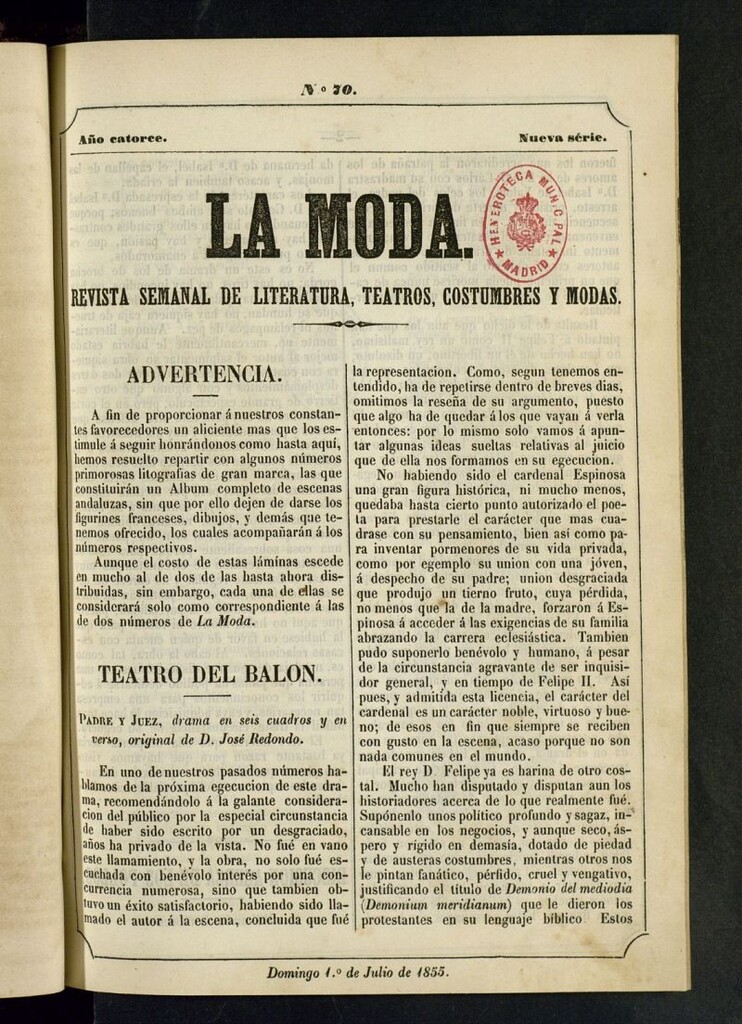 N.º 70.
Año catorce.
Nueva série.
LA MODA.
HEMEROTECA MUNICIPAL
★ MADRID ★
REVISTA SEMANAL DE LITERATURA, TEATROS, COSTUMBRES Y MODAS.
ADVERTENCIA.
A fin de proporcionar á nuestros constan-
tes favorecedores un aliciente mas que los es-
timule á seguir honrándonos como hasta aquí,
hemos resuelto repartir con algunos números
primorosas litografias de gran marca, las que
constituirán un Album completo de escenas
andaluzas, sin que por ello dejen de darse los
figurines franceses, dibujos, y demás que te-
nemos ofrecido, los cuales acompañarán á los
números respectivos.
Aunque el costo de estas láminas escede
en mucho al de dos de las hasta ahora dis-
tribuidas, sin embargo, cada una de ellas se
considerará solo como correspondiente á las
de dos números de La Moda.
TEATRO DEL BALON.
PADRE Y JUEZ, drama en seis cuadros y en
verso, original de D. José Redondo.
En uno de nuestros pasados números ha-
blamos de la próxima egecucion de este dra-
ma, recomendándolo á la galante considera-
cion del público por la especial circunstancia
de haber sido escrito por un desgraciado,
años ha privado de la vista. No fué en vano
este llamamiento, y la obra, no solo fué es-
cuchada con benévolo interés por una con-
currencia numerosa, sino que tambien ob-
tuvo un éxito satisfactorio, habiendo sido lla-
mado el autor á la escena, concluida que fué
la representacion. Como, segun tenemos en-
tendido, ha de repetirse dentro de breves dias,
omitimos la reseña de su argumento, puesto
que algo ha de quedar á los que vayan á verla
entonces: por lo mismo solo vamos á apun-
tar algunas ideas sueltas relativas al juicio
que de ella nos formamos en su egecucion.
No habiendo sido el cardenal Espinosa
una gran figura histórica, ni mucho menos,
quedaba hasta cierto punto autorizado el poe-
ta para prestarle el carácter que mas cua-
drase con su pensamiento, bien así como pa-
ra inventar pormenores de su vida privada,
como por egemplo su union con una jóven,
á despecho de su padre; union desgraciada
que produjo un tierno fruto, cuya pérdida,
no menos que la de la madre, forzaron á Es-
pinosa á acceder á las exigencias de su familia
abrazando la carrera eclesiástica. Tambien
pudo suponerlo benévolo y humano, á pesar
de la circunstancia agravante de ser inquisi-
dor general, y en tiempo de Felipe II. Así
pues, y admitida esta licencia, el carácter del
cardenal es un carácter noble, virtuoso y bue-
no; de esos en fin que siempre se reciben
con gusto en la escena, acaso porque no son
nada comunes en el mundo.
El rey D. Felipe ya es harina de otro cos-
tal. Mucho han disputado y disputan aun los
historiadores acerca de lo que realmente fué.
Supónenlo unos político profundo y sagaz, in-
cansable en los negocios, y aunque seco, ás-
pero y rígido en demasía, dotado de piedad
y de austeras costumbres, mientras otros nos
le pintan fanático, pérfido, cruel y vengativo,
justificando el título de Demonio del mediodia
(Demonium meridianum) que le dieron los
protestantes en su lenguaje bíblico. Estos
Domingo 1.º de Julio de 1855.